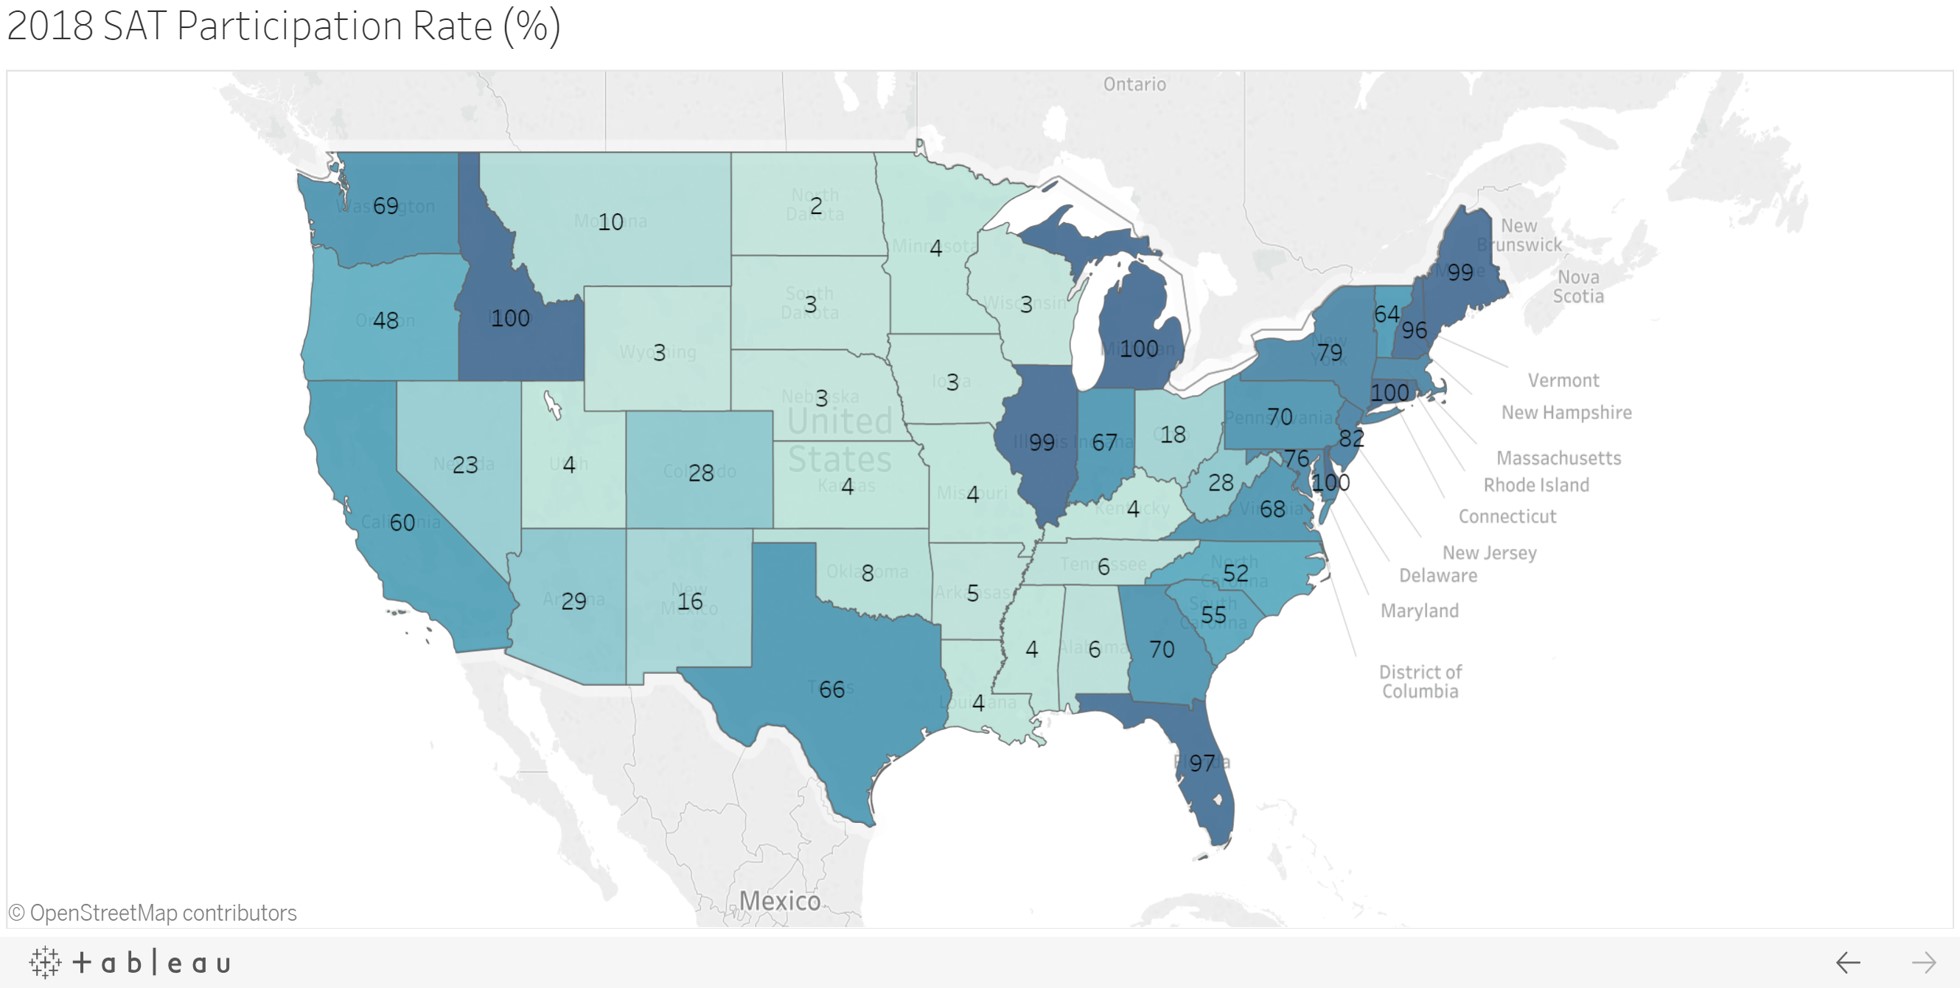 2018 SAT Participation Rate (%)
Ontario
69
Washington
10
Montana
2
North
Dakota
4
Minnesota
New
Brunswick
99
Maine
Nova
Scotia
48
Oregon
100
3
South
Dakota
3
Wisconsin
3
Wyoming
100
Michigan
79
New
York
64
96
3
Iowa
3
Nebraska
Vermont
100
New Hampshire
United
States
23
Nevada
4
Utah
28
Colorado
4
Kansas
4
Missouri
99
Illinois
67
Indiana
18
70
Pennsylvania
82
76
Massachusetts
100
Rhode Island
28
68
Virginia
4
Kentucky
Connecticut
60
California
New Jersey
Delaware
8
Oklahoma
6
Tennessee
52
North
Carolina
29
Arizona
16
New
Mexico
5
Arkansas
55
South
Carolina
Maryland
4
6
Alabama
70
District of
Columbia
66
Texas
4
Louisiana
97
Florida
Mexico
© OpenStreetMap contributors
+ableau